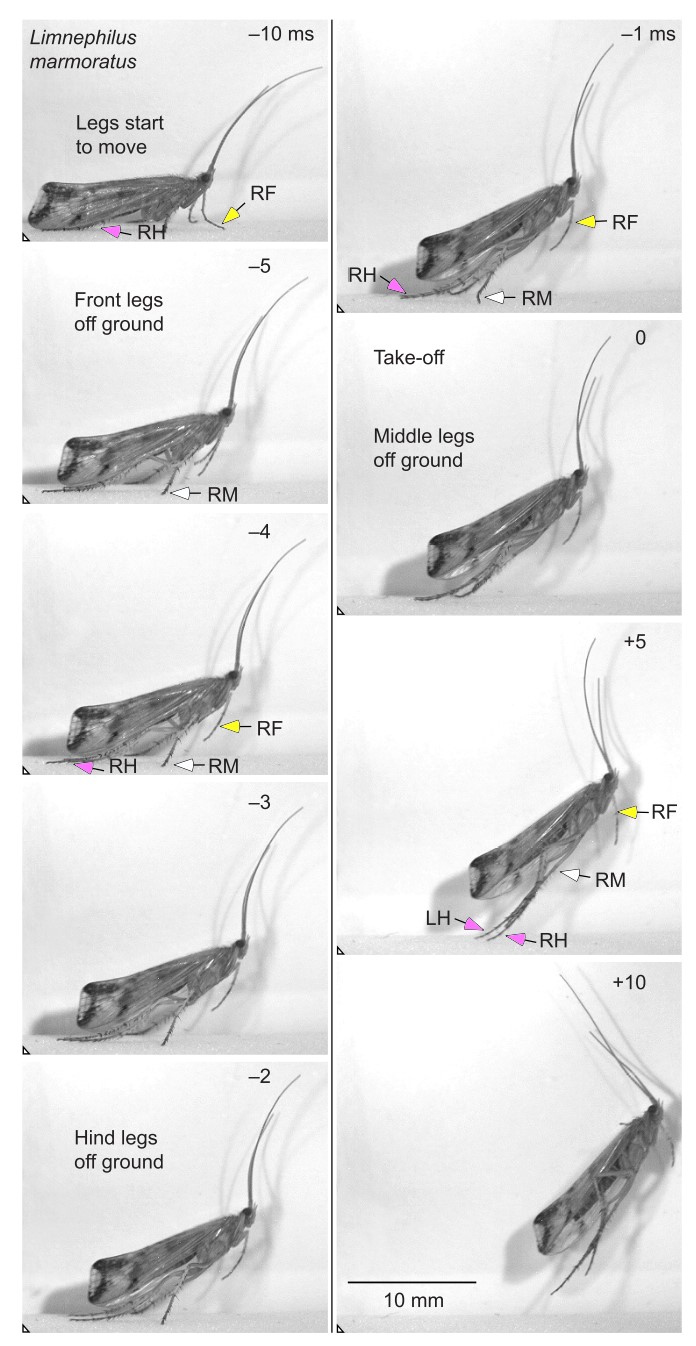 Limnephilus
marmoratus
–10 ms
Legs start
to move
RF
RH
–5
Front legs
off ground
RM
–4
RF
RH
RM
–3
–2
Hind legs
off ground
–1 ms
RF
RH
RM
0
Take-off
Middle legs
off ground
+5
RF
RM
LH
RH
+10
10 mm